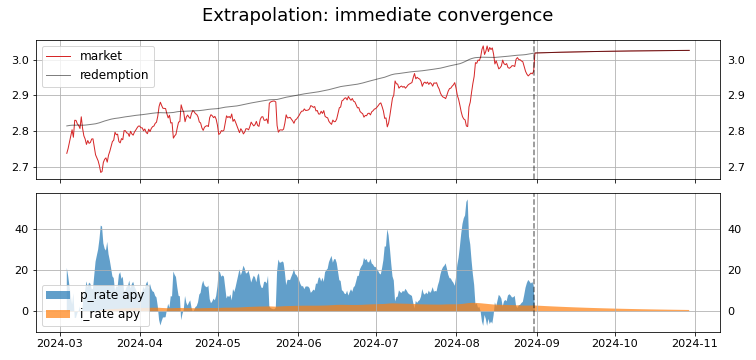 Extrapolation: immediate convergence
market
redemption
3.0
2.9
2.8
2.7
3.0
2.9
2.8
2.7
40
20
0
40
20
0
p_rate apy
i_rate apy
2024-03 2024-04 2024-05 2024-06 2024-07 2024-08 2024-09 2024-10 2024-11